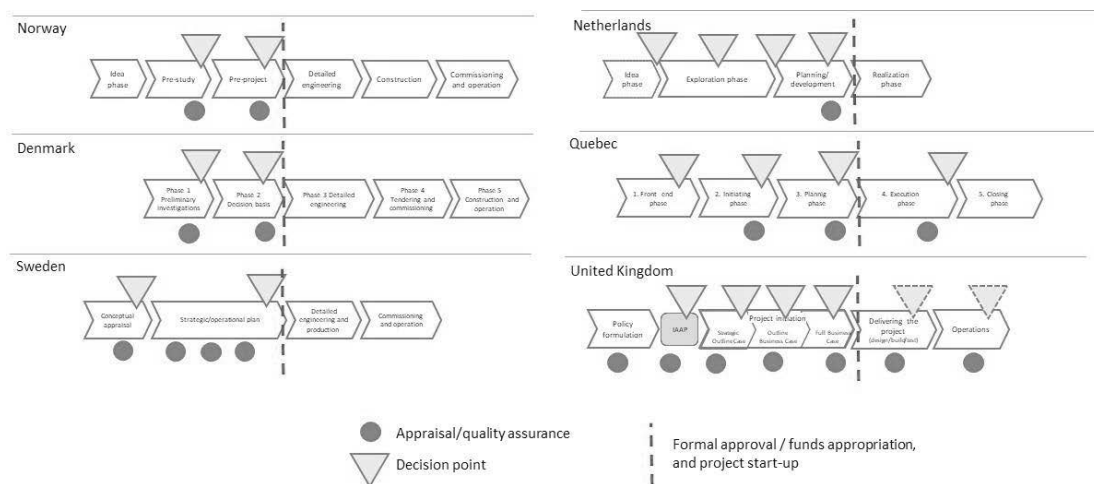 Norway
Idea
phase
Pre-study
Pre-project
Detailed
engineering
Construction
Commissioning
and operation
Denmark
Phase 1
Preliminary
investigations
Phase 2
Decision basis
Phase 3 Detailed
engineering
Phase 4
Tendering and
commissioning
Phase 5
Construction and
operation
Sweden
Conceptual
appraisal
Strategic/operational plan
Detailed
engineering and
production
Commissioning
and operation
Netherlands
Idea
phase
Exploration phase
Planning/
development
Realization
phase
Quebec
1. Front end
phase
2. Initiating
phase
3. Plannig
phase
4. Execution
phase
5. Closing
phase
United Kingdom
Policy
formulation
IAAP
Project initiation
Strategic
OutlineCase
Outline
Business Case
Full Business
Case
Delivering the
project
(design/build/test)
Operations
Appraisal/quality assurance
Decision point
Formal approval / funds appropriation,
and project start-up